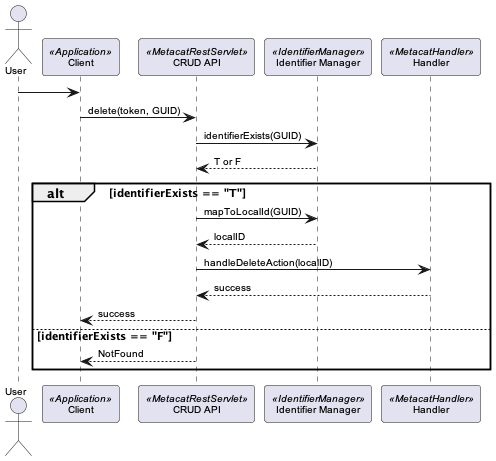 «Application»
Client
«MetacatRestServlet»
CRUD API
«IdentifierManager»
Identifier Manager
«MetacatHandler»
Handler
User
delete(token, GUID)
identifierExists(GUID)
T or F
alt [identifierExists == "T"]
mapToLocalId(GUID)
localID
handleDeleteAction(localID)
success
success
[identifierExists == "F"]
NotFound
User
«Application»
Client
«MetacatRestServlet»
CRUD API
«IdentifierManager»
Identifier Manager
«MetacatHandler»
Handler